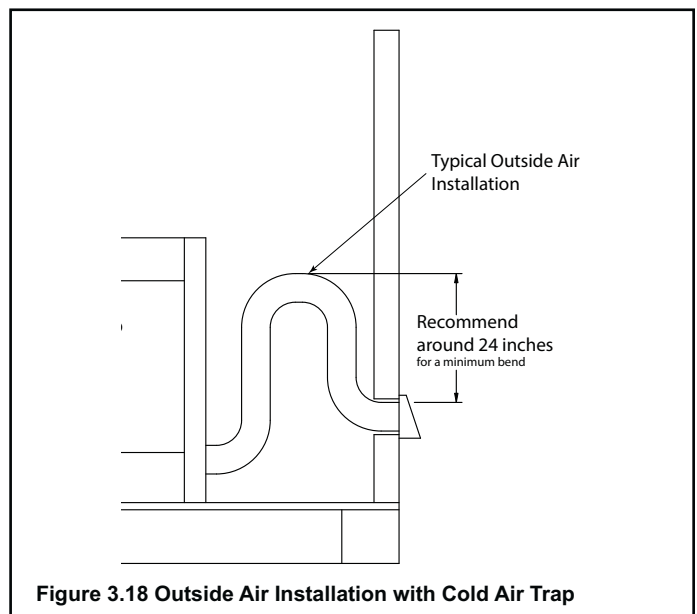 Typical Outside Air
Installation
Recommend
around 24 inches
for a minimum bend
Figure 3.18 Outside Air Installation with Cold Air Trap